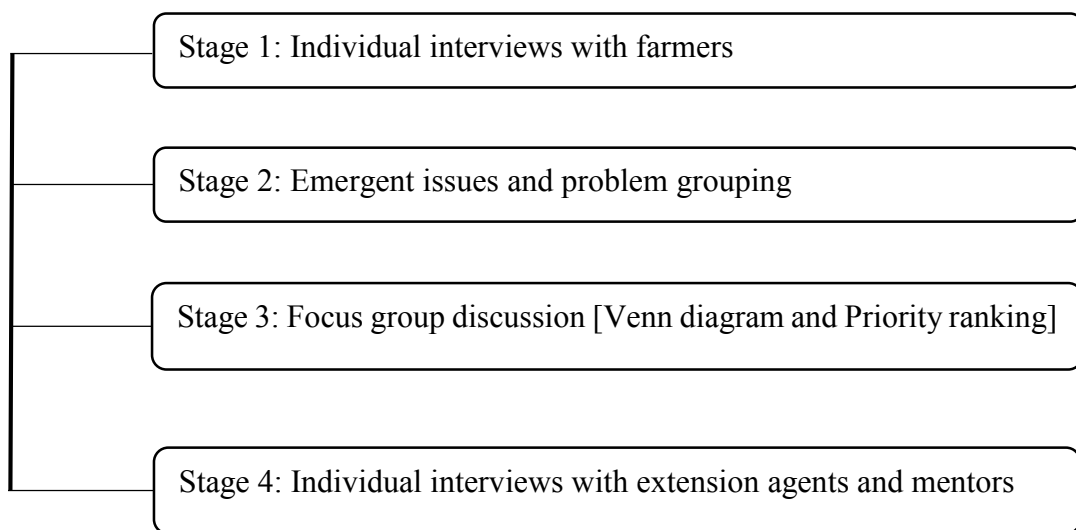 Stage 1: Individual interviews with farmers
Stage 2: Emergent issues and problem grouping
Stage 3: Focus group discussion [Venn diagram and Priority ranking]
Stage 4: Individual interviews with extension agents and mentors